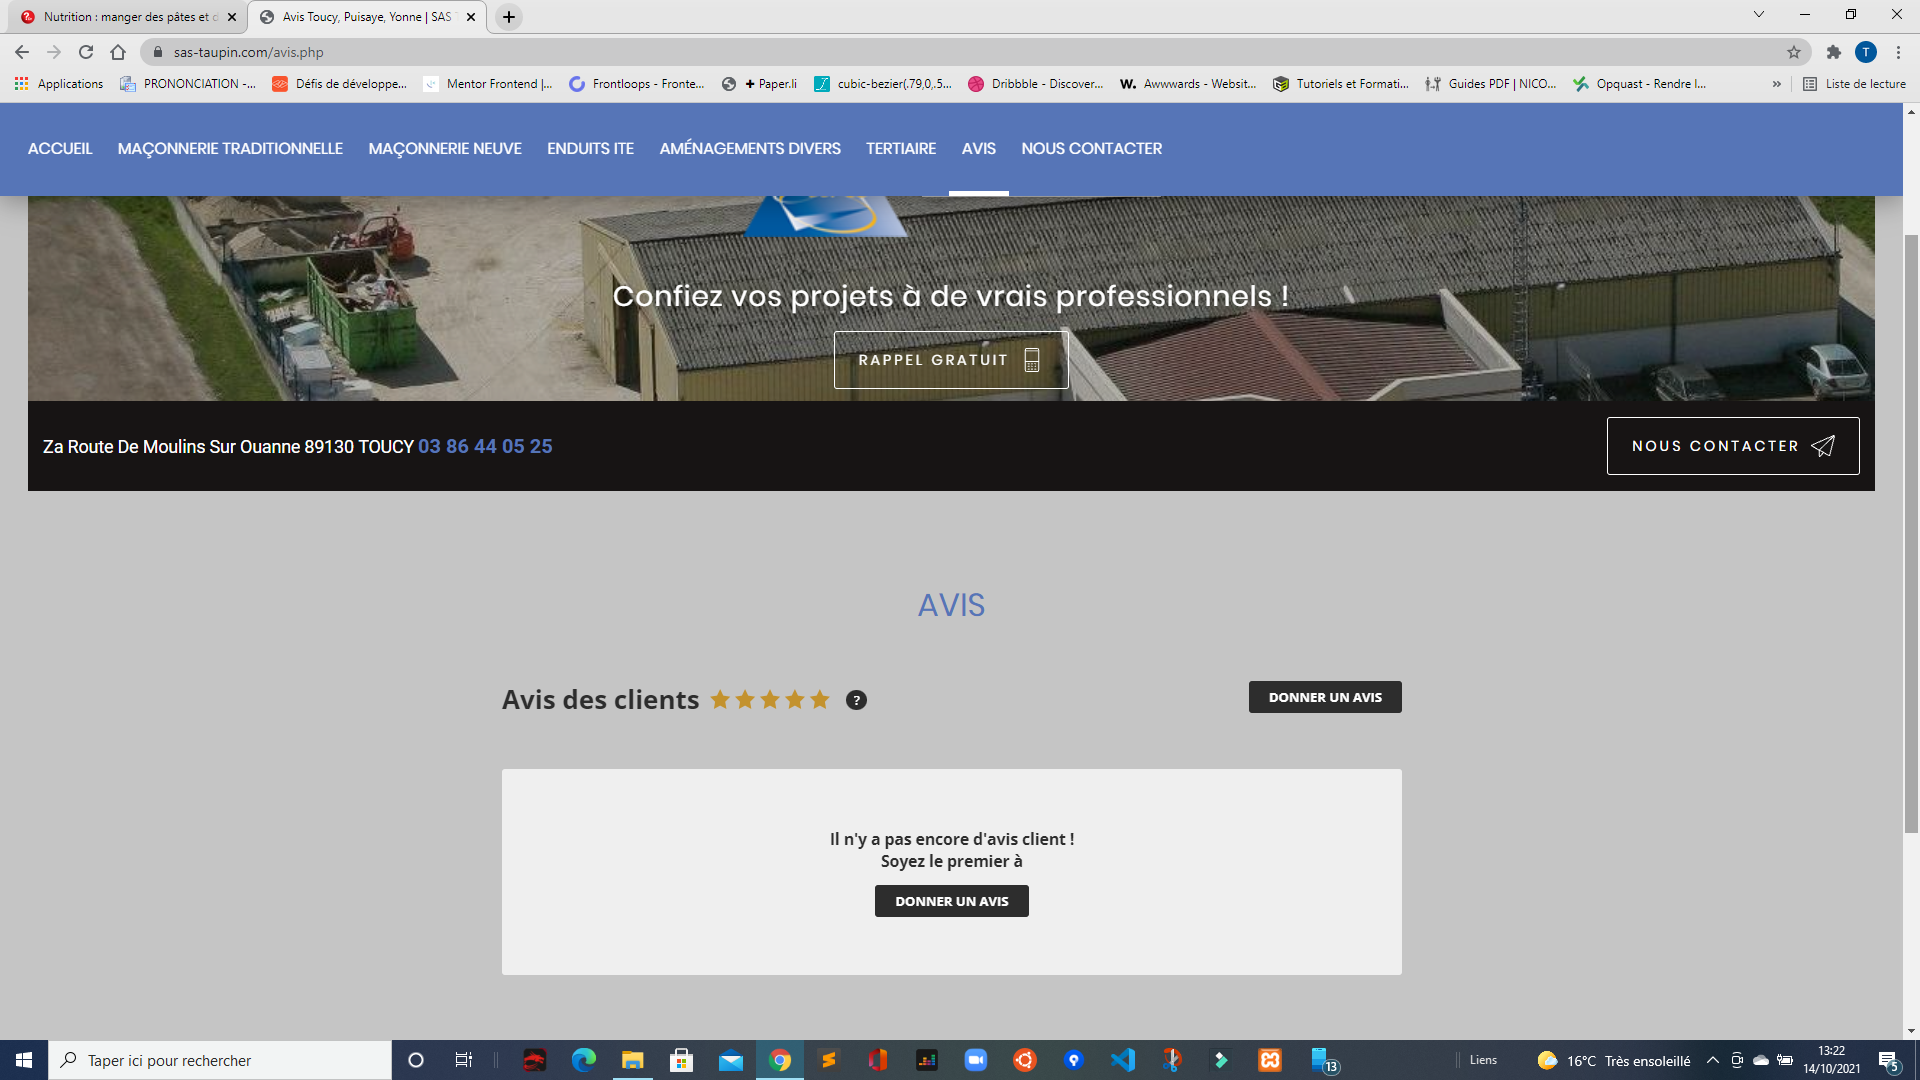 Nutrition : manger des pâtes et d
Avis Toucy, Puisaye, Yonne | SAS T
sas-taupin.com/avis.php
T
Applications
PRONONCIATION -...
Défis de développe...
Mentor Frontend |...
Frontloops - Fronte...
+ Paper.li
cubic-bezier(.79,0,.5...
Dribbble - Discover...
W. Awwwards - Websit...
Tutoriels et Formati...
Guides PDF | NICO...
Opquast - Rendre l...
»
Liste de lecture
ACCUEIL
MAÇONNERIE TRADITIONNELLE
MAÇONNERIE NEUVE
ENDUITS ITE
AMÉNAGEMENTS DIVERS
TERTIAIRE
AVIS
NOUS CONTACTER
Confiez vos projets à de vrais professionnels !
RAPPEL GRATUIT
Za Route De Moulins Sur Ouanne 89130 TOUCY 03 86 44 05 25
NOUS CONTACTER
AVIS
Avis des clients
?
DONNER UN AVIS
Il n'y a pas encore d'avis client !
Soyez le premier à
DONNER UN AVIS
Taper ici pour rechercher
13
Liens
16°C Très ensoleillé
13:22
14/10/2021
5